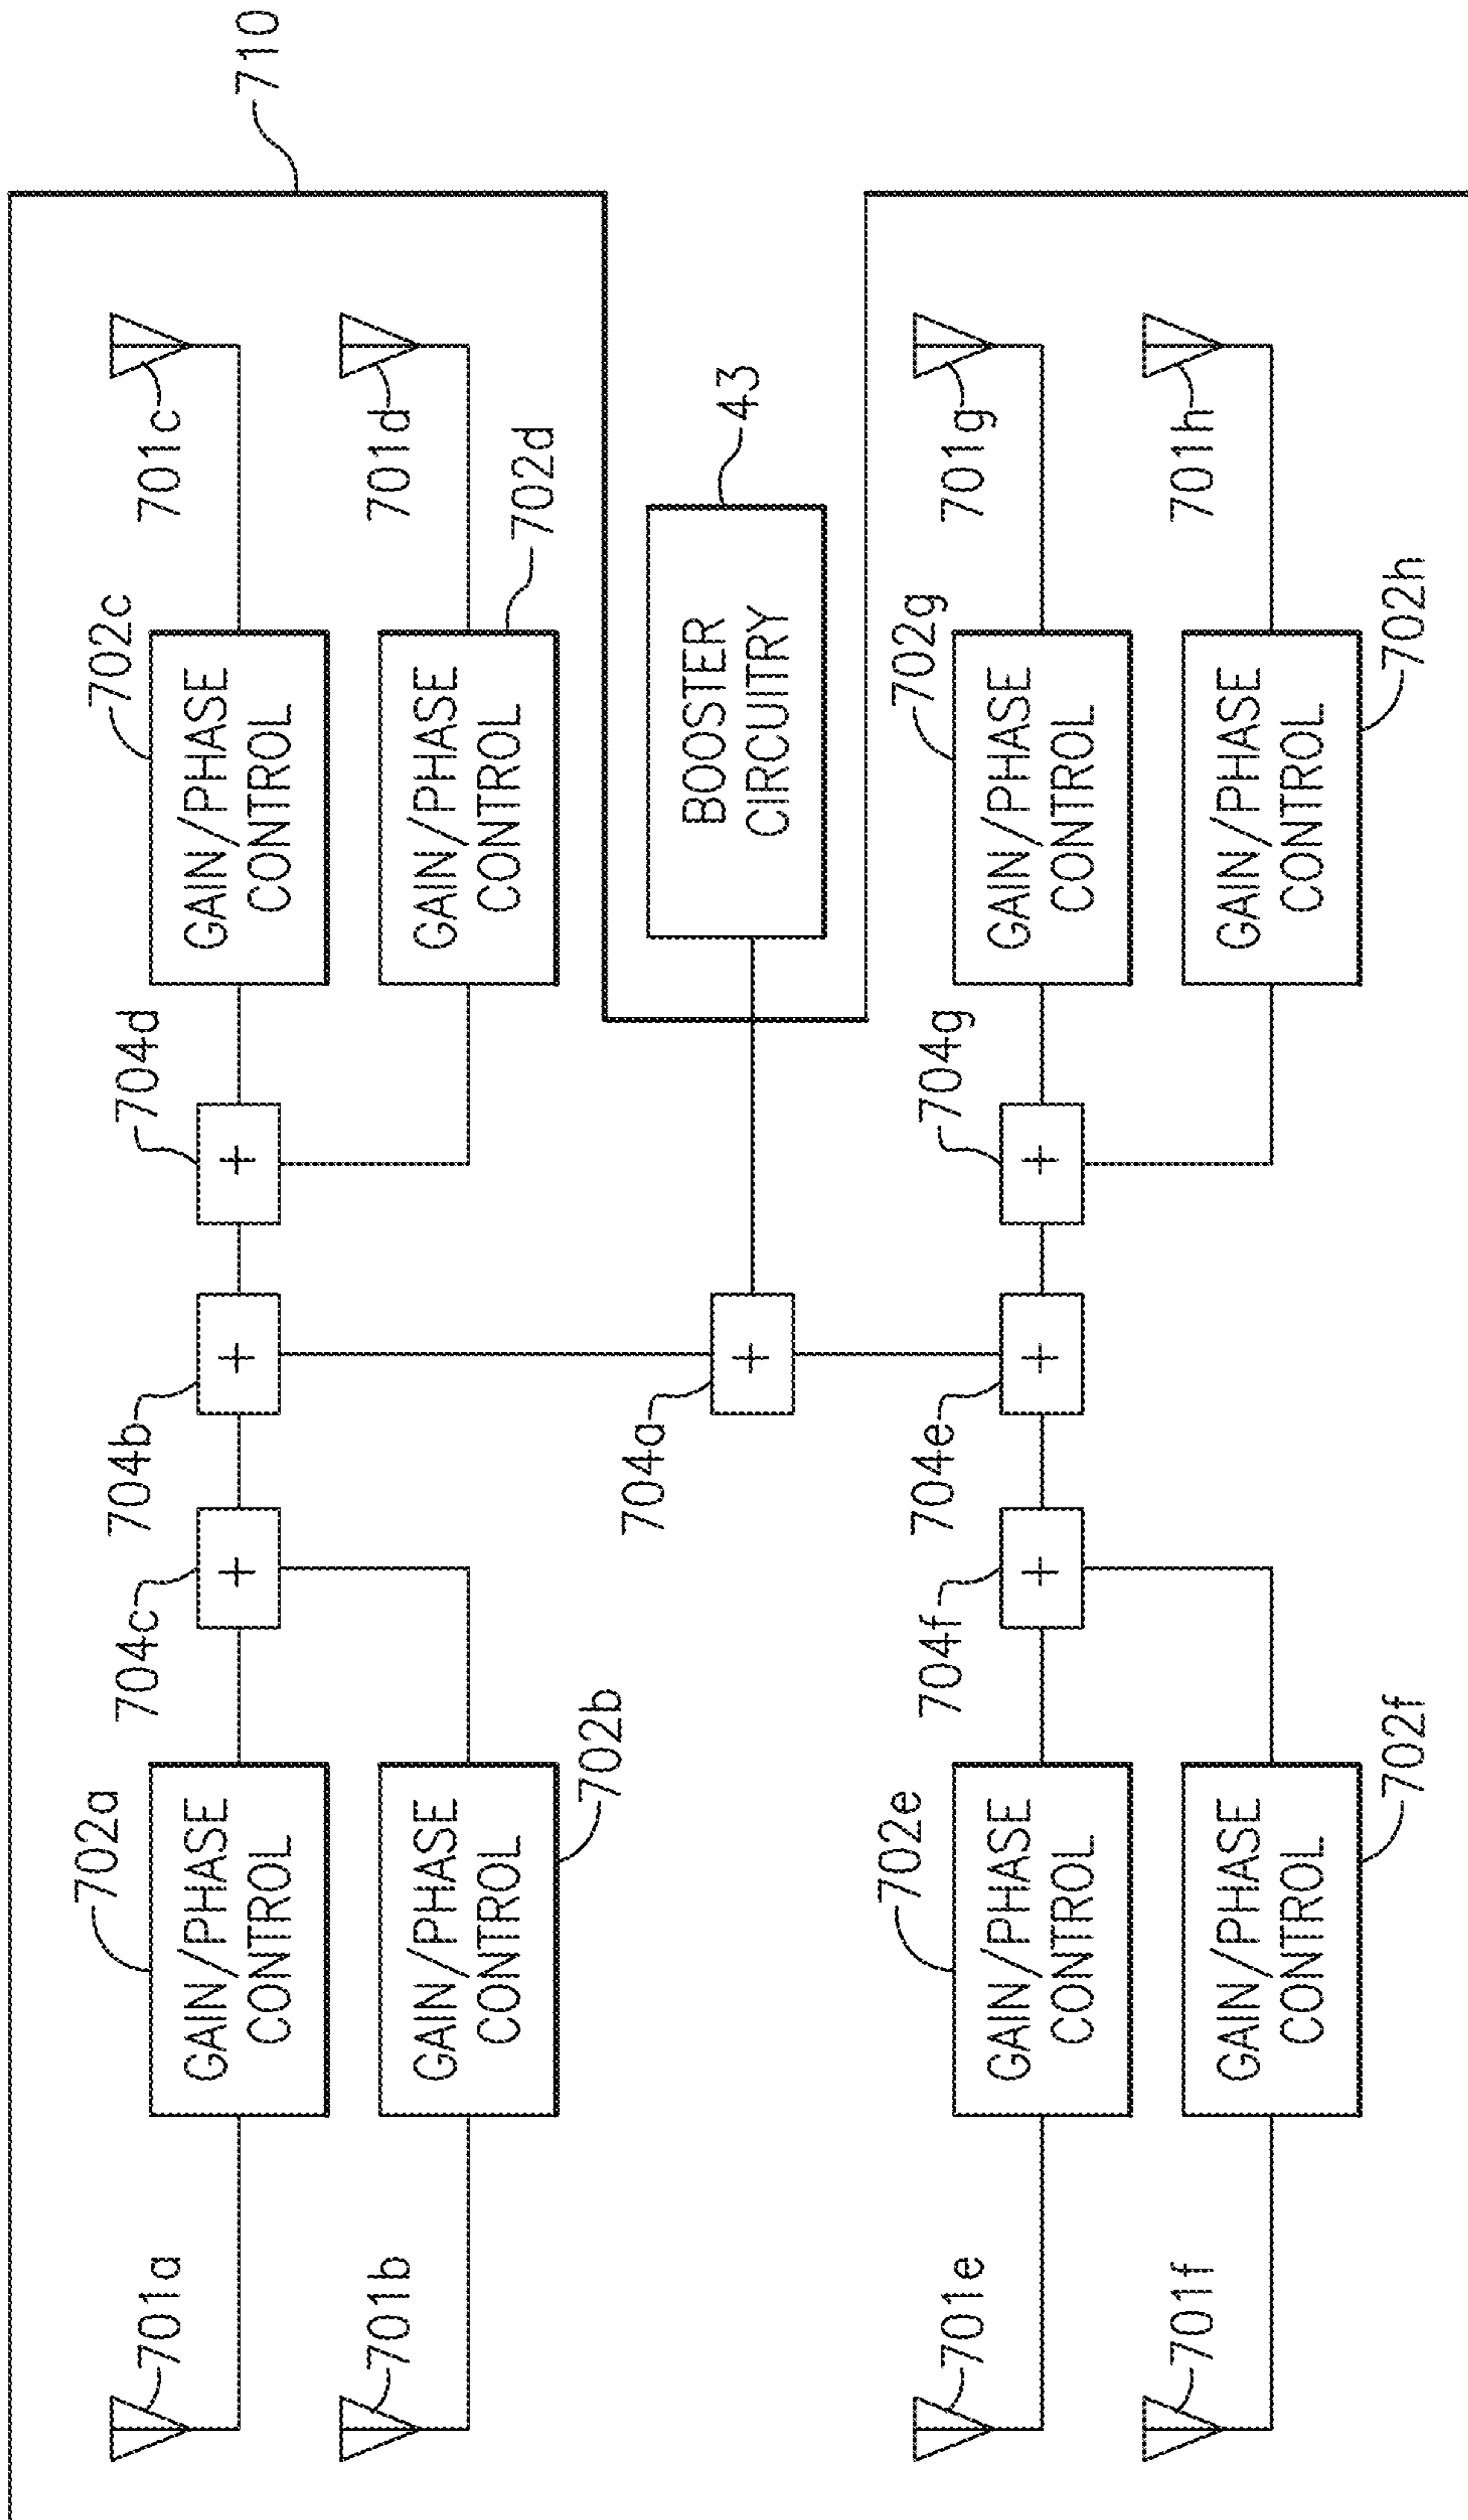 710
701c
701d
702c
GAIN/PHASE
CONTROL
702d
GAIN/PHASE
CONTROL
704d
43
BOOSTER
CIRCUITRY
701g
701h
702g
GAIN/PHASE
CONTROL
702h
GAIN/PHASE
CONTROL
704g
+
+
+
+
+
+
+
704b
704a
704e
704c
704f
702a
GAIN/PHASE
CONTROL
702b
GAIN/PHASE
CONTROL
702e
GAIN/PHASE
CONTROL
702f
GAIN/PHASE
CONTROL
701a
701b
701e
701f